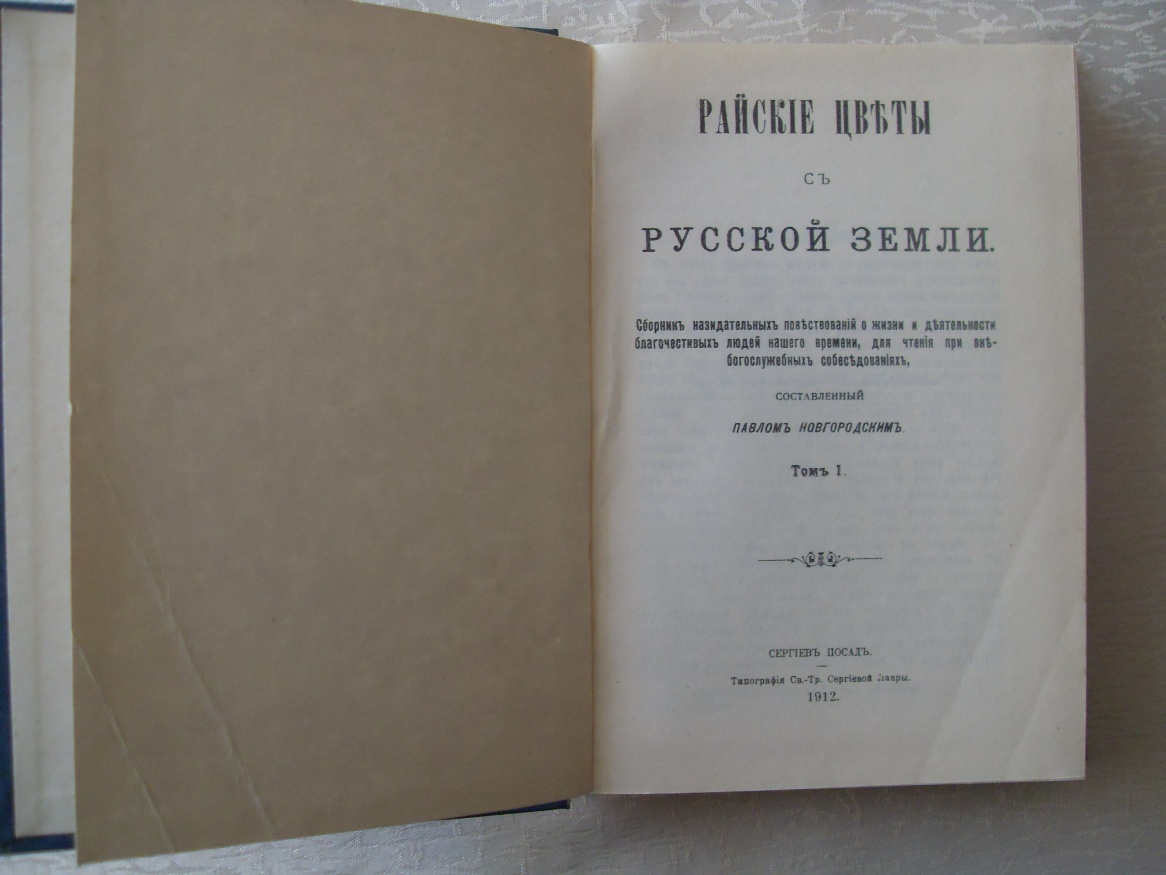 РАЙСКІЕ ЦВѢТЫ
СЪ
РУССКОЙ ЗЕМЛИ.
Сборникъ назидательныхъ повѣствованій о жизни и дѣятельности
благочестивыхъ людей нашего времени, для чтенія при внѣ-
богослужебныхъ собесѣдованіяхъ,
СОСТАВЛЕННЫЙ
ПАВЛОМЪ НОВГОРОДСКИМЪ.
Томъ I.
СЕРГІЕВЪ ПОСАДЪ.
Типографія Св.-Тр. Сергіевой Лавры.
1912.